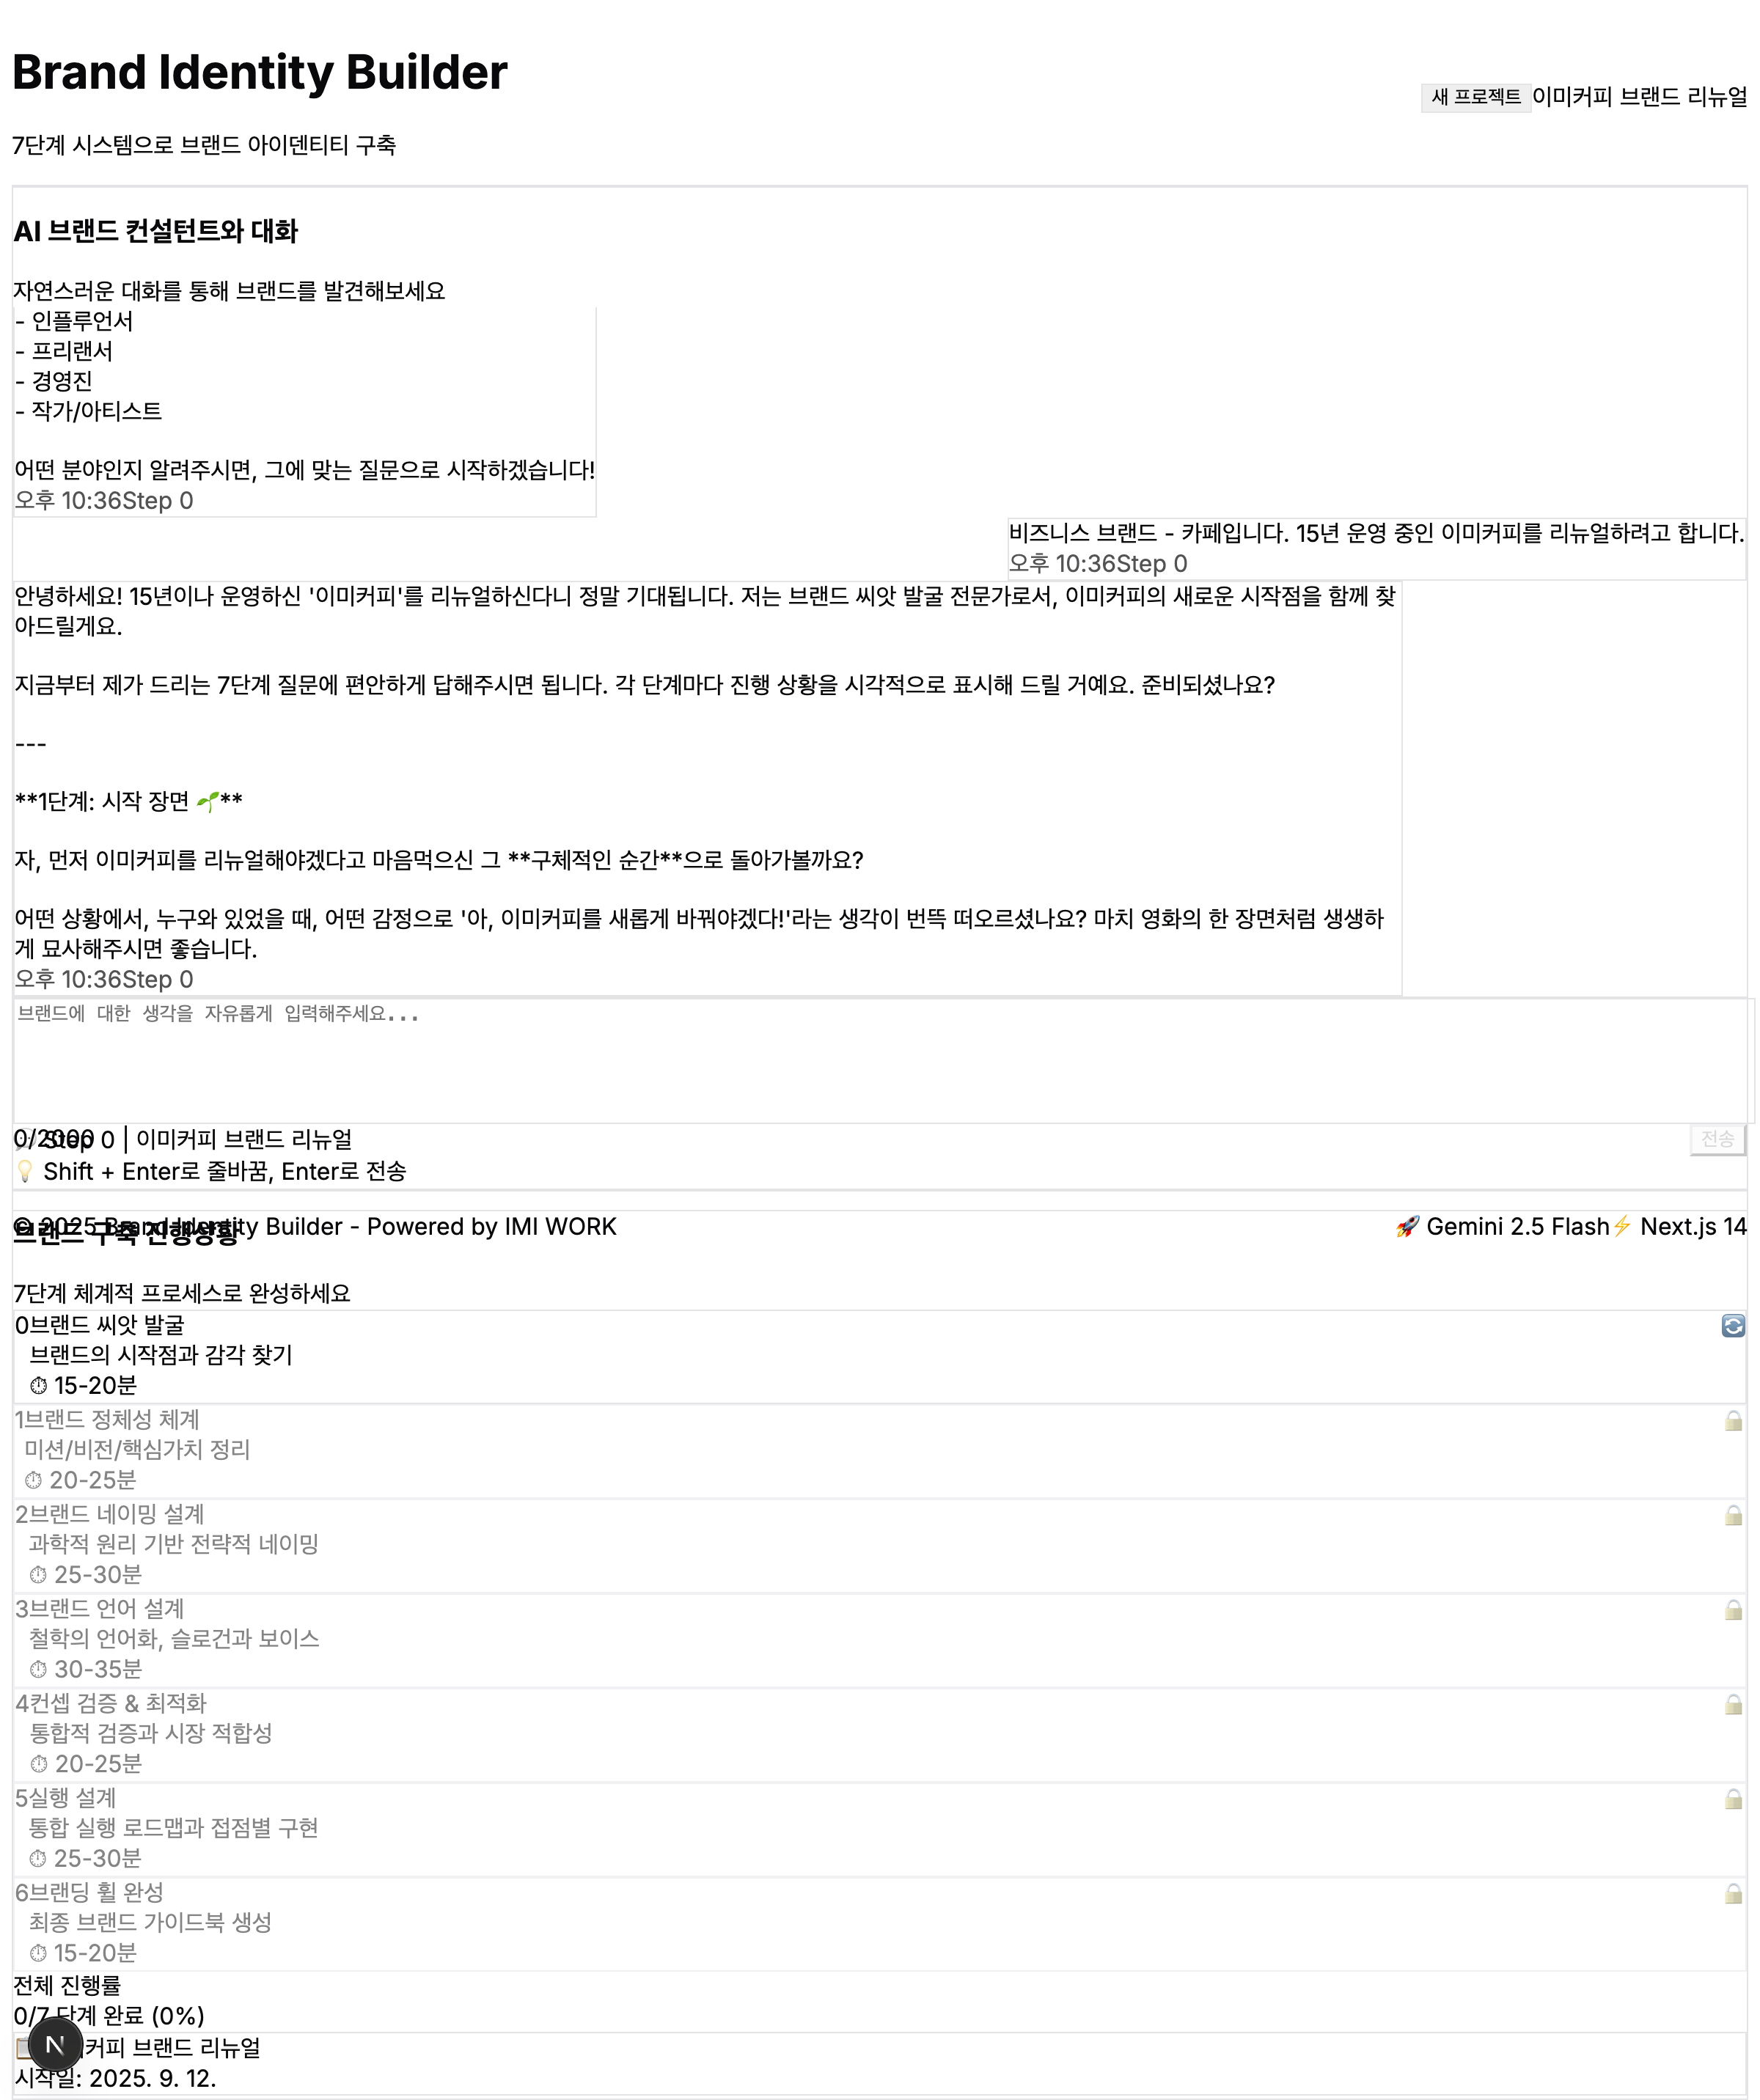 Brand Identity Builder
새 프로젝트 이미커피 브랜드 리뉴얼
7단계 시스템으로 브랜드 아이덴티티 구축
AI 브랜드 컨설턴트와 대화
자연스러운 대화를 통해 브랜드를 발견해보세요
- 인플루언서
- 프리랜서
- 경영진
- 작가/아티스트
어떤 분야인지 알려주시면, 그에 맞는 질문으로 시작하겠습니다!
오후 10:36Step 0
비즈니스 브랜드 - 카페입니다. 15년 운영 중인 이미커피를 리뉴얼하려고 합니다.
오후 10:36Step 0
안녕하세요! 15년이나 운영하신 '이미커피'를 리뉴얼하신다니 정말 기대됩니다. 저는 브랜드 씨앗 발굴 전문가로서, 이미커피의 새로운 시작점을 함께 찾
아드릴게요.
지금부터 제가 드리는 7단계 질문에 편안하게 답해주시면 됩니다. 각 단계마다 진행 상황을 시각적으로 표시해 드릴 거예요. 준비되셨나요?
---
**1단계: 시작 장면 🌱**
자, 먼저 이미커피를 리뉴얼해야겠다고 마음먹으신 그 **구체적인 순간**으로 돌아가볼까요?
어떤 상황에서, 누구와 있었을 때, 어떤 감정으로 '아, 이미커피를 새롭게 바꿔야겠다!'라는 생각이 번뜩 떠오르셨나요? 마치 영화의 한 장면처럼 생생하
게 묘사해주시면 좋습니다.
오후 10:36Step 0
브랜드에 대한 생각을 자유롭게 입력해주세요...
0/2000
Step 0 | 이미커피 브랜드 리뉴얼
전송
💡 Shift + Enter로 줄바꿈, Enter로 전송
© 2025 Brand Identity Builder - Powered by IMI WORK
🚀 Gemini 2.5 Flash⚡ Next.js 14
브랜드 구축 진행상황
7단계 체계적 프로세스로 완성하세요
0브랜드 씨앗 발굴
브랜드의 시작점과 감각 찾기
⏱ 15-20분
1브랜드 정체성 체계
미션/비전/핵심가치 정리
⏱ 20-25분
2브랜드 네이밍 설계
과학적 원리 기반 전략적 네이밍
⏱ 25-30분
3브랜드 언어 설계
철학의 언어화, 슬로건과 보이스
⏱ 30-35분
4컨셉 검증 & 최적화
통합적 검증과 시장 적합성
⏱ 20-25분
5실행 설계
통합 실행 로드맵과 접점별 구현
⏱ 25-30분
6브랜딩 휠 완성
최종 브랜드 가이드북 생성
⏱ 15-20분
전체 진행률
0/7 단계 완료 (0%)
커피 브랜드 리뉴얼
N
시작일: 2025. 9. 12.